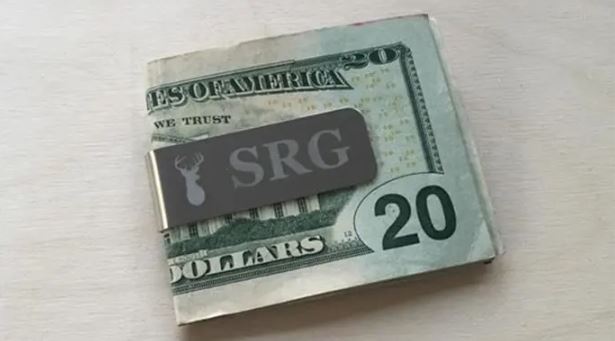 ES OF AMERICA 20
WE TRUST
SRG
20
DOLLARS